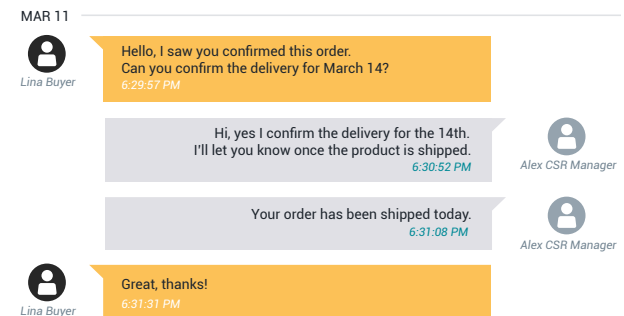 MAR 11
Hello, I saw you confirmed this order.
Can you confirm the delivery for March 14?
6:29:57 PM
Lina Buyer
Hi, yes I confirm the delivery for the 14th.
I'll let you know once the product is shipped.
6:30:52 PM
Alex CSR Manager
Your order has been shipped today.
6:31:08 PM
Alex CSR Manager
Great, thanks!
6:31:31 PM
Lina Buyer